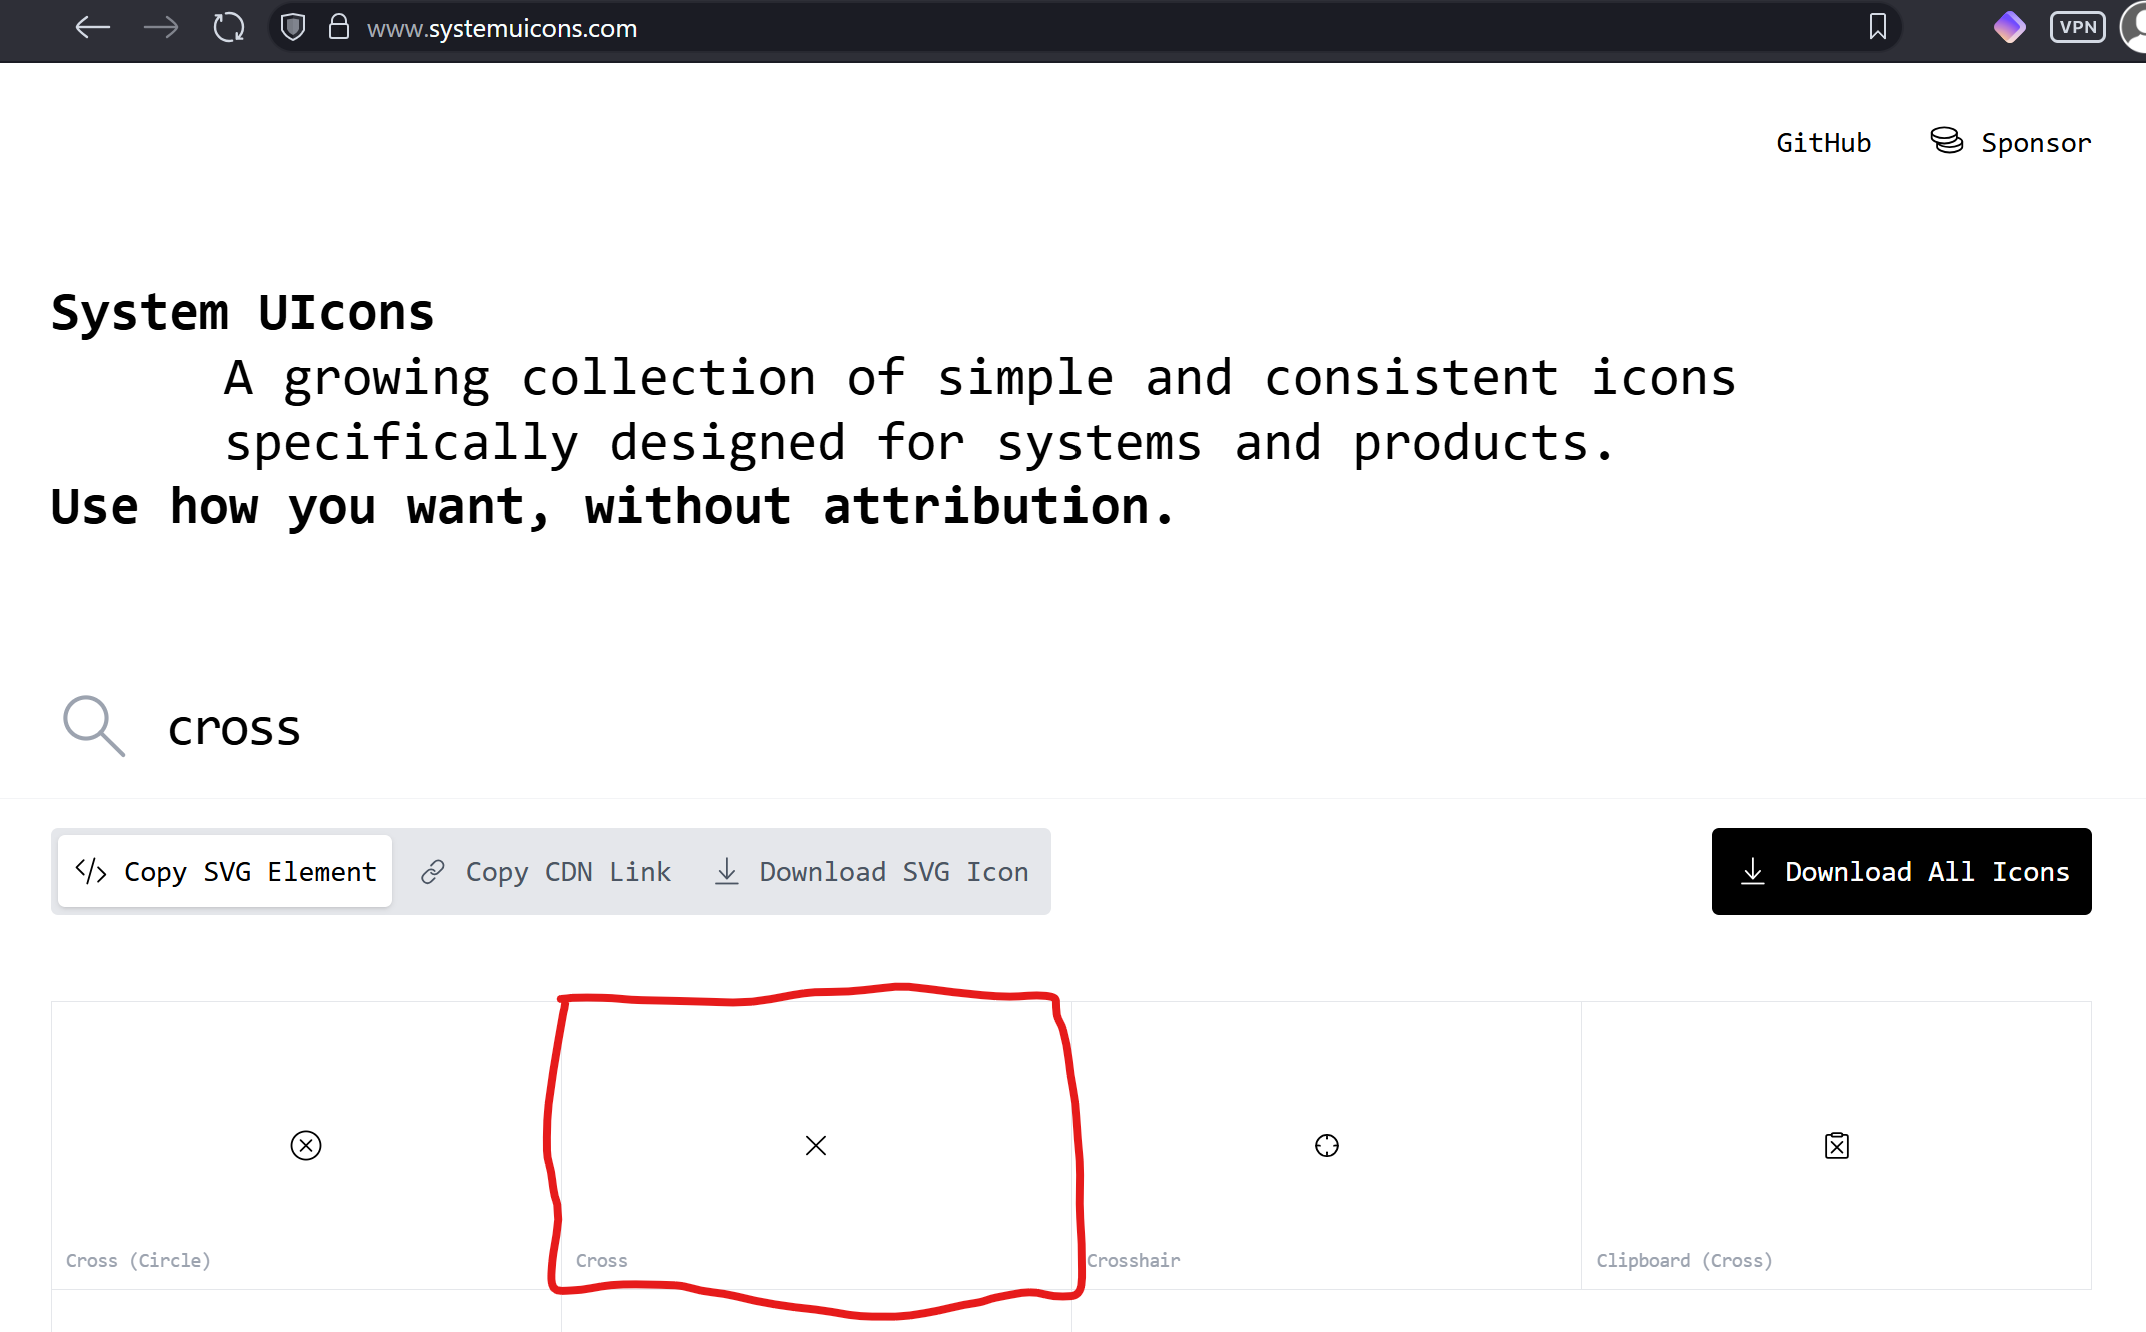 www.systemuicons.com
VPN
GitHub
Sponsor
System UIcons
A growing collection of simple and consistent icons
specifically designed for systems and products.
Use how you want, without attribution.
cross
</> Copy SVG Element
Copy CDN Link
Download SVG Icon
Download All Icons
Cross (Circle)
Cross
Crosshair
Clipboard (Cross)